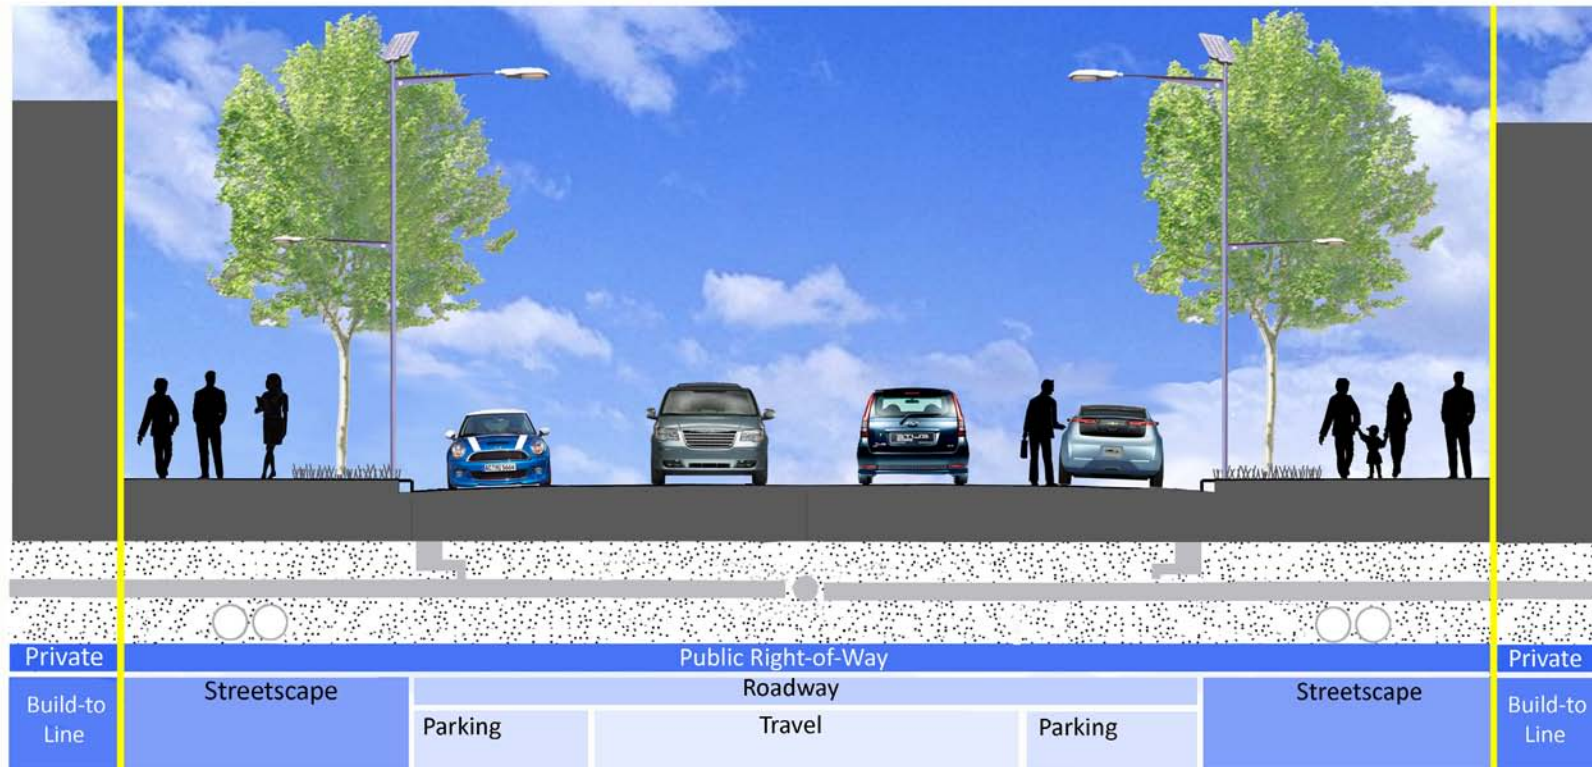 Private
Public Right-of-Way
Private
Build-to
Line
Streetscape
Roadway
Streetscape
Build-to
Line
Parking
Travel
Parking